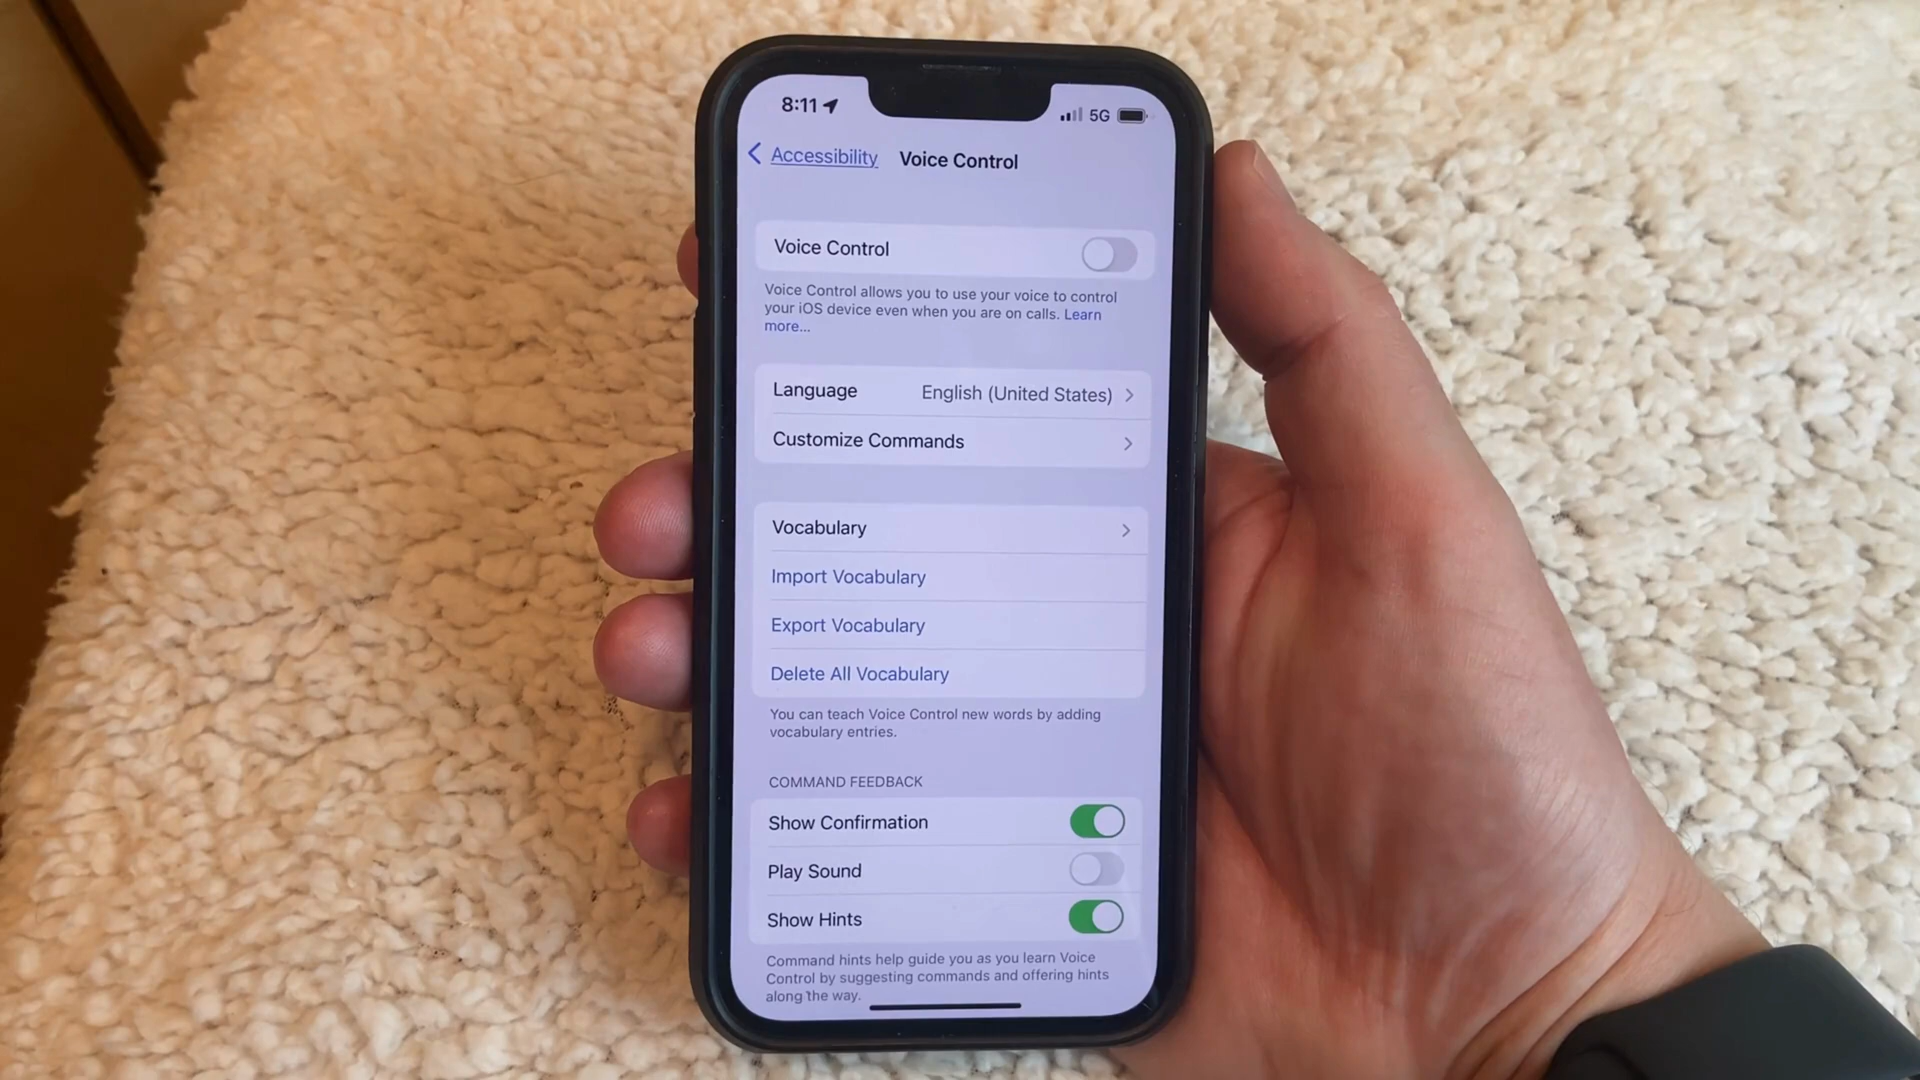 8:11
5G
Accessibility Voice Control
Voice Control
Voice Control allows you to use your voice to control
your iOS device even when you are on calls. Learn
more...
Language English (United States)
Customize Commands
Vocabulary
Import Vocabulary
Export Vocabulary
Delete All Vocabulary
You can teach Voice Control new words by adding
vocabulary entries.
COMMAND FEEDBACK
Show Confirmation
Play Sound
Show Hints
Command hints help guide you as you learn Voice
Control by suggesting commands and offering hints
along the way.